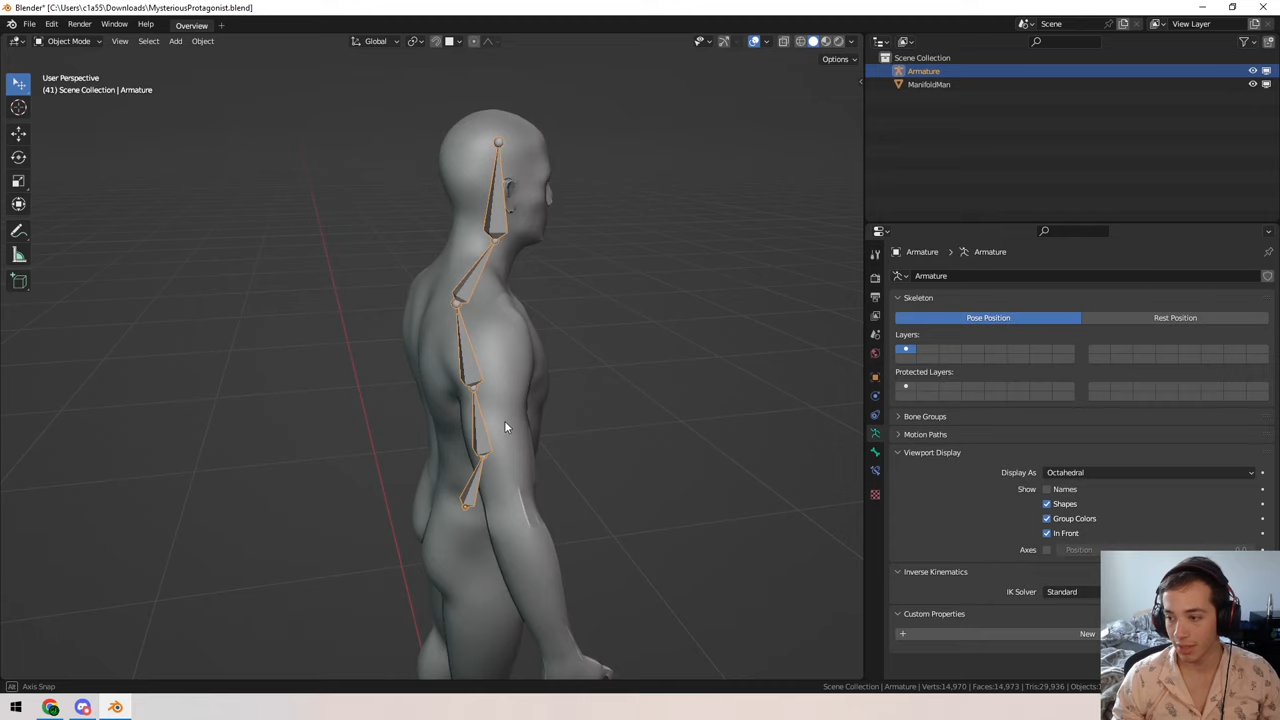 Blender* [C:\Users\c1a55\Downloads\MysteriousProtagonist.blend]
File Edit Render Window Help Overview Scene View Layer
Object Mode View Select Add Object Global
Options
User Perspective
(41) Scene Collection | Armature
Scene Collection
Armature
ManifoldMan
Armature > Armature
Armature
Skeleton
Pose Position Rest Position
Layers:
Protected Layers:
Bone Groups
Motion Paths
Viewport Display
Display As Octahedral
Show Names
Shapes
Group Colors
In Front
Axes Position
Inverse Kinematics
IK Solver Standard
Custom Properties
New
Alt Axis Snap
Scene Collection | Armature | Verts:14,970 | Faces:14,973 | Tris:29,936 | Objects: